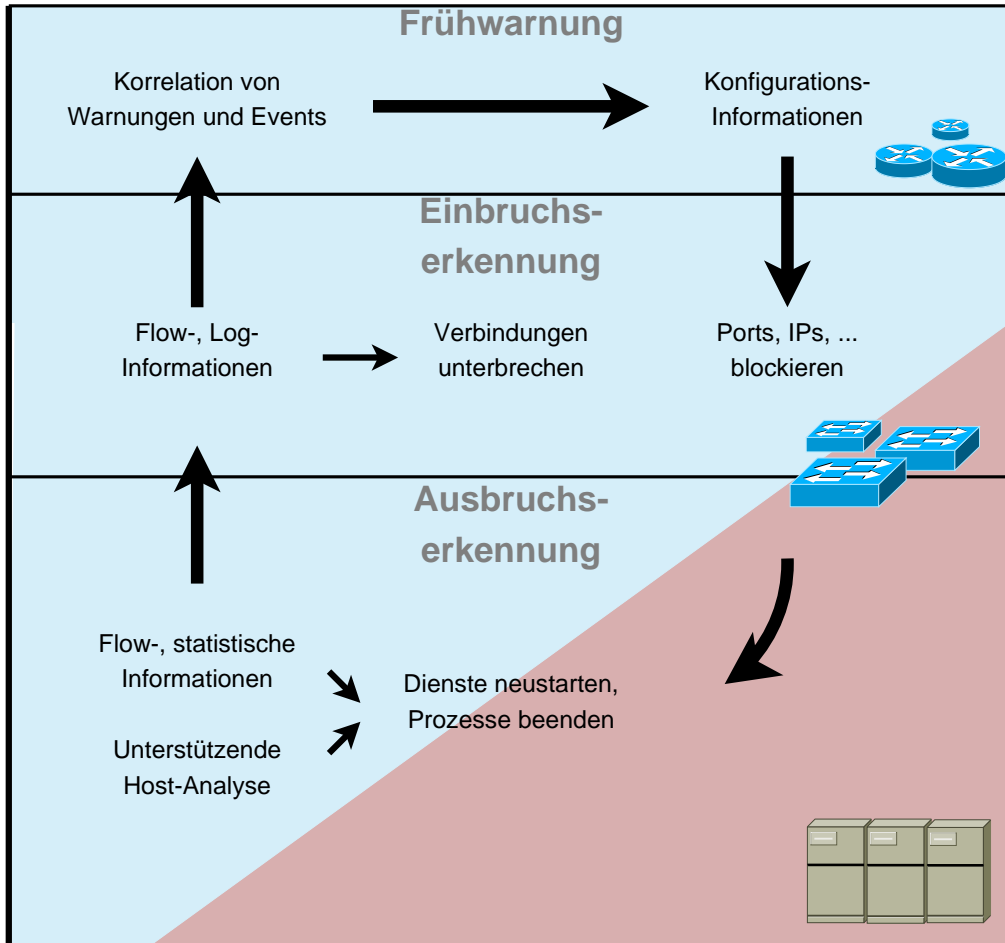 Frühwarnung
Korrelation von
Warnungen und Events
Konfigurations-
Informationen
Einbruchs-
erkennung
Flow-, Log-
Informationen
Verbindungen
unterbrechen
Ports, IPs, ...
blockieren
Ausbruchs-
erkennung
Flow-, statistische
Informationen
Dienste neustarten,
Prozesse beenden
Unterstützende
Host-Analyse